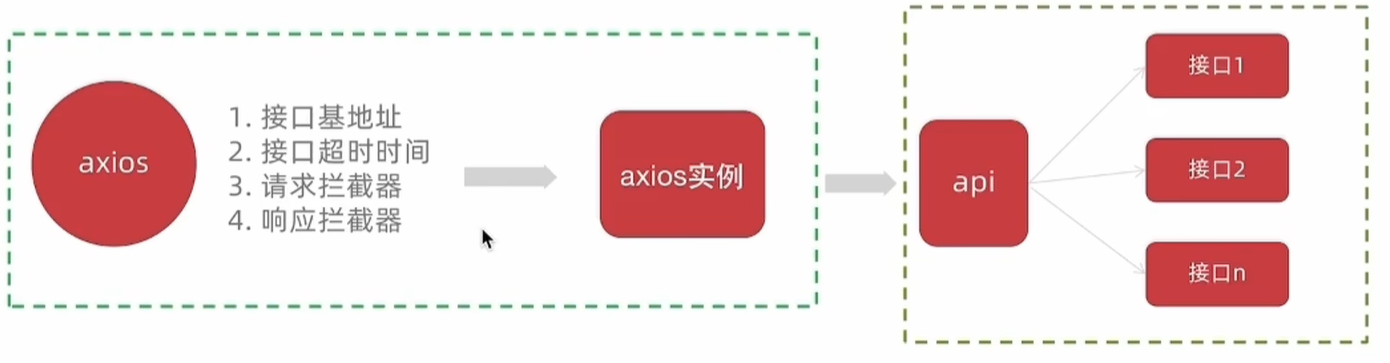 axios
1. 接口基地址
2. 接口超时时间
3. 请求拦截器
4. 响应拦截器
axios实例
api
接口1
接口2
接口n